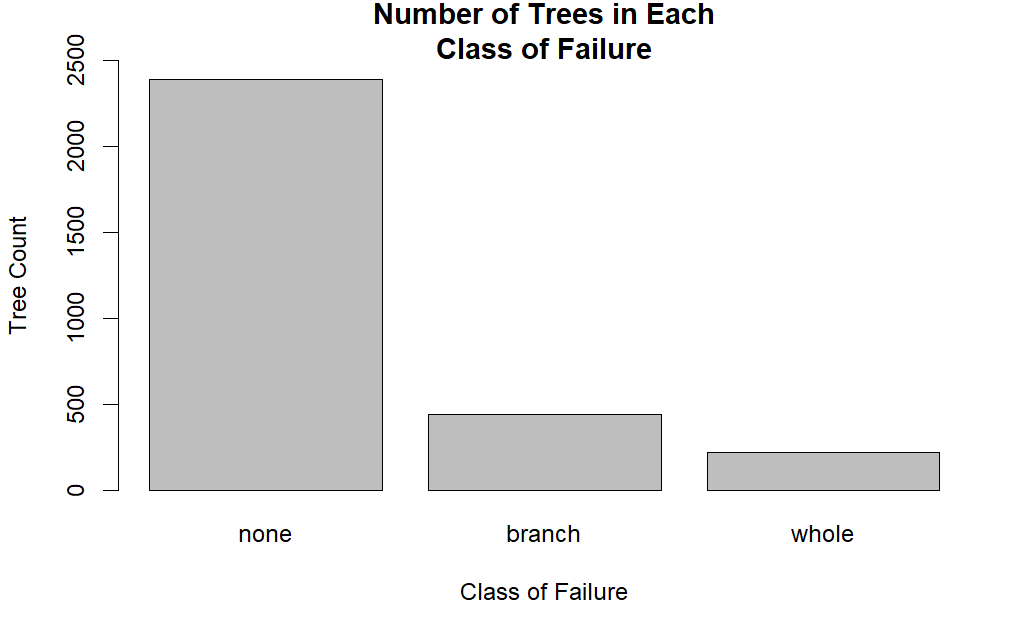 Number of Trees in Each
Class of Failure
2500
2000
1500
1000
500
0
Tree Count
none
branch
whole
Class of Failure